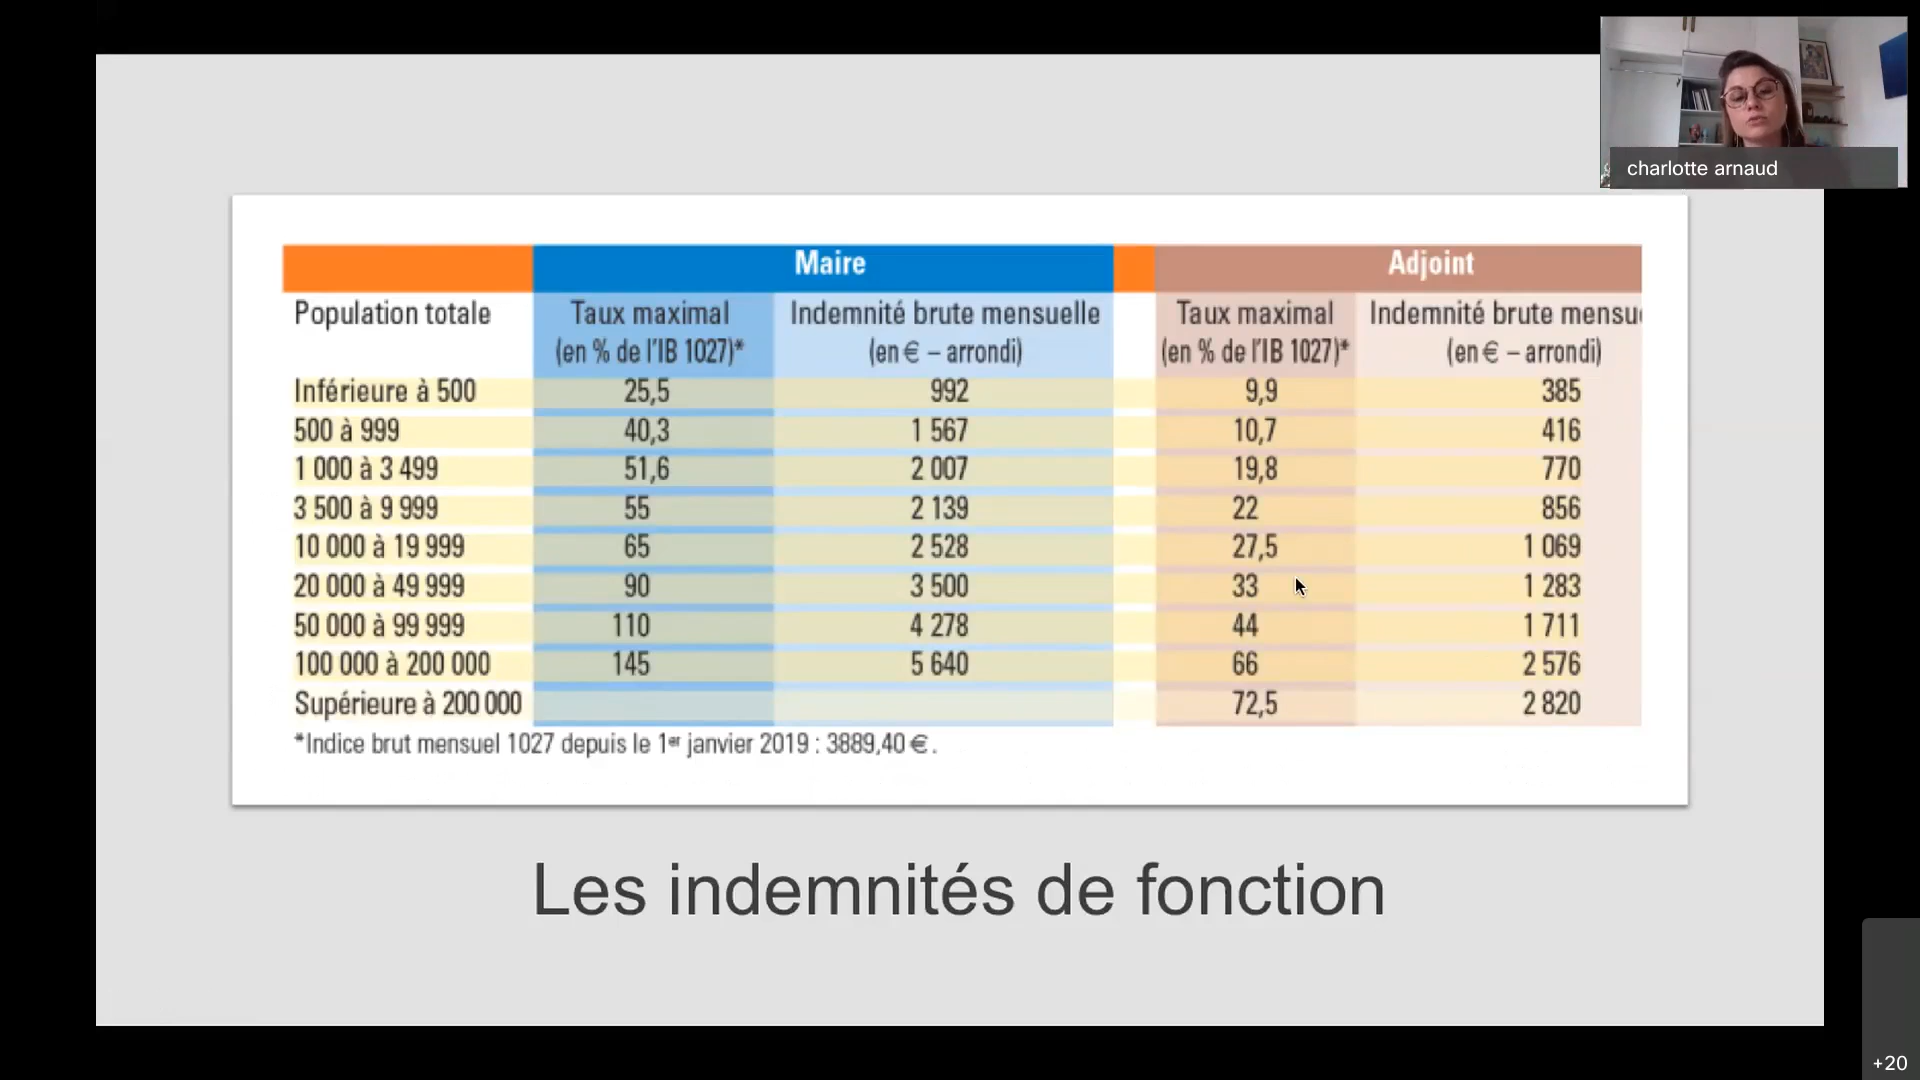 charlotte arnaud
Maire Adjoint
Population totale Taux maximal Indemnité brute mensuelle Taux maximal Indemnité brute mensu
(en % de l'IB 1027)* (en € – arrondi) (en % de l'IB 1027)* (en € – arrondi)
Inférieure à 500 25,5 992 9,9 385
500 à 999 40,3 1 567 10,7 416
1 000 à 3 499 51,6 2 007 19,8 770
3 500 à 9 999 55 2 139 22 856
10 000 à 19 999 65 2 528 27,5 1 069
20 000 à 49 999 90 3 500 33 1 283
50 000 à 99 999 110 4 278 44 1 711
100 000 à 200 000 145 5 640 66 2 576
Supérieure à 200 000 72,5 2 820
*Indice brut mensuel 1027 depuis le 1er janvier 2019 : 3889,40 €.
Les indemnités de fonction
+20